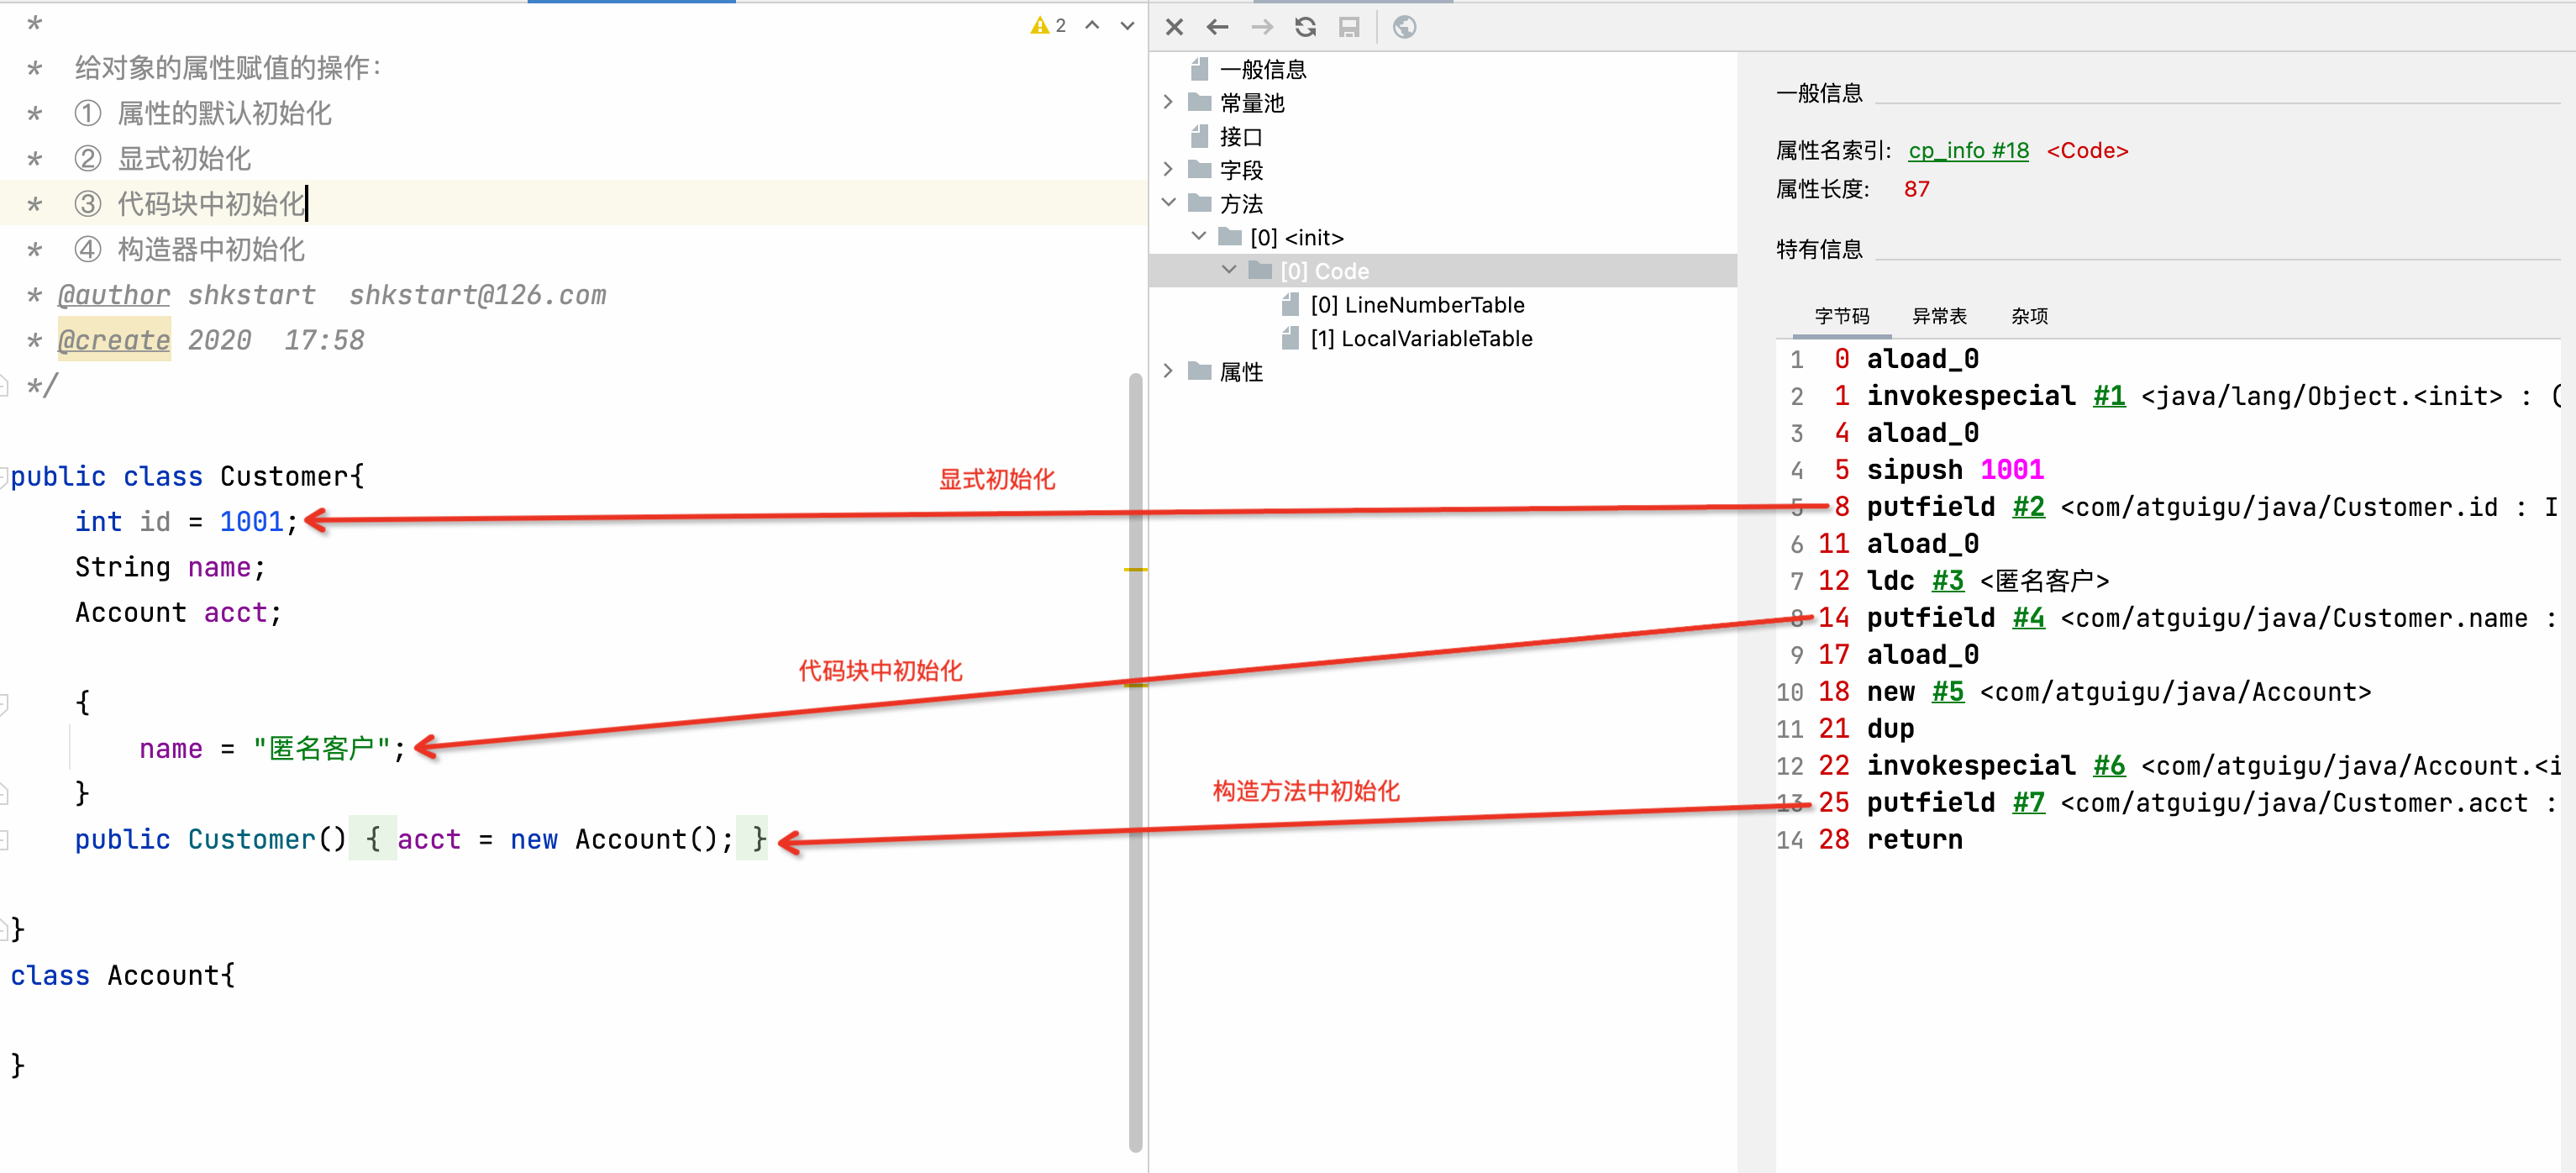 *
* 给对象的属性赋值的操作:
* ① 属性的默认初始化
* ② 显式初始化
* ③ 代码块中初始化
* ④ 构造器中初始化
* @author shkstart  shkstart@126.com
* @create 2020  17:58
*/
public class Customer{
int id = 1001;
String name;
Account acct;
{
name = "匿名客户";
}
public Customer() { acct = new Account(); }
}
class Account{
}
2
显式初始化
代码块中初始化
构造方法中初始化
一般信息
常量池
接口
字段
方法
[0] <init>
[0] Code
[0] LineNumberTable
[1] LocalVariableTable
属性
一般信息
属性名索引: cp_info #18 <Code>
属性长度: 87
特有信息
字节码 异常表 杂项
1 0 aload_0
2 1 invokespecial #1 <java/lang/Object.<init> : (
3 4 aload_0
4 5 sipush 1001
5 8 putfield #2 <com/atguigu/java/Customer.id : I
6 11 aload_0
7 12 ldc #3 <匿名客户>
8 14 putfield #4 <com/atguigu/java/Customer.name :
9 17 aload_0
10 18 new #5 <com/atguigu/java/Account>
11 21 dup
12 22 invokespecial #6 <com/atguigu/java/Account.<i
13 25 putfield #7 <com/atguigu/java/Customer.acct :
14 28 return